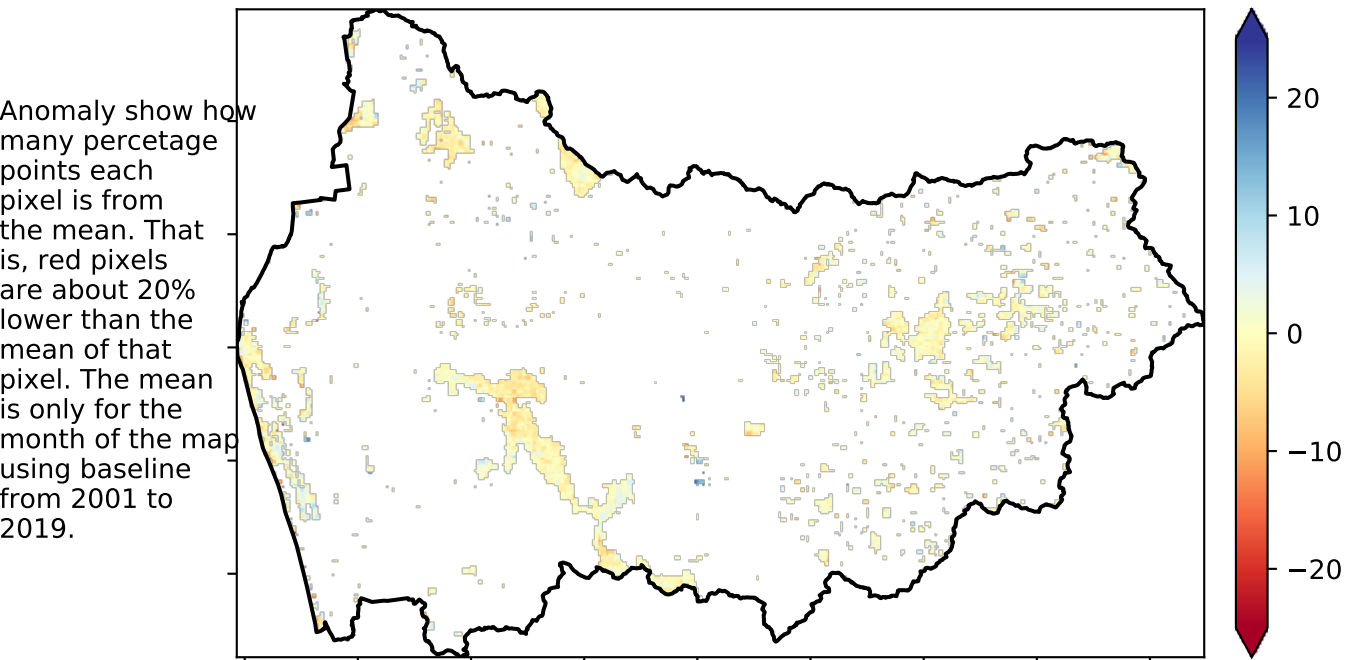 Anomaly show how
many percetage
points each
pixel is from
the mean. That
is, red pixels
are about 20%
lower than the
mean of that
pixel. The mean
is only for the
month of the map
using baseline
from 2001 to
2019.
20
10
0
−10
−20